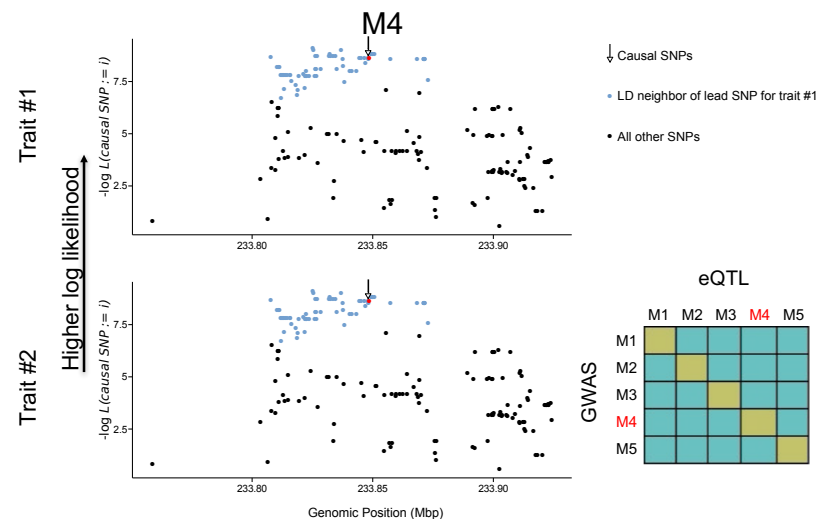 M4
Trait #1
-log L(causal SNP := i)
7.5
5
2.5
233.80
233.85
233.90
Causal SNPs
LD neighbor of lead SNP for trait #1
All other SNPs
Higher log likelihood
Trait #2
-log L(causal SNP := i)
7.5
5
2.5
233.80
233.85
233.90
Genomic Position (Mbp)
eQTL
M1 M2 M3 M4 M5
GWAS
M1
M2
M3
M4
M5